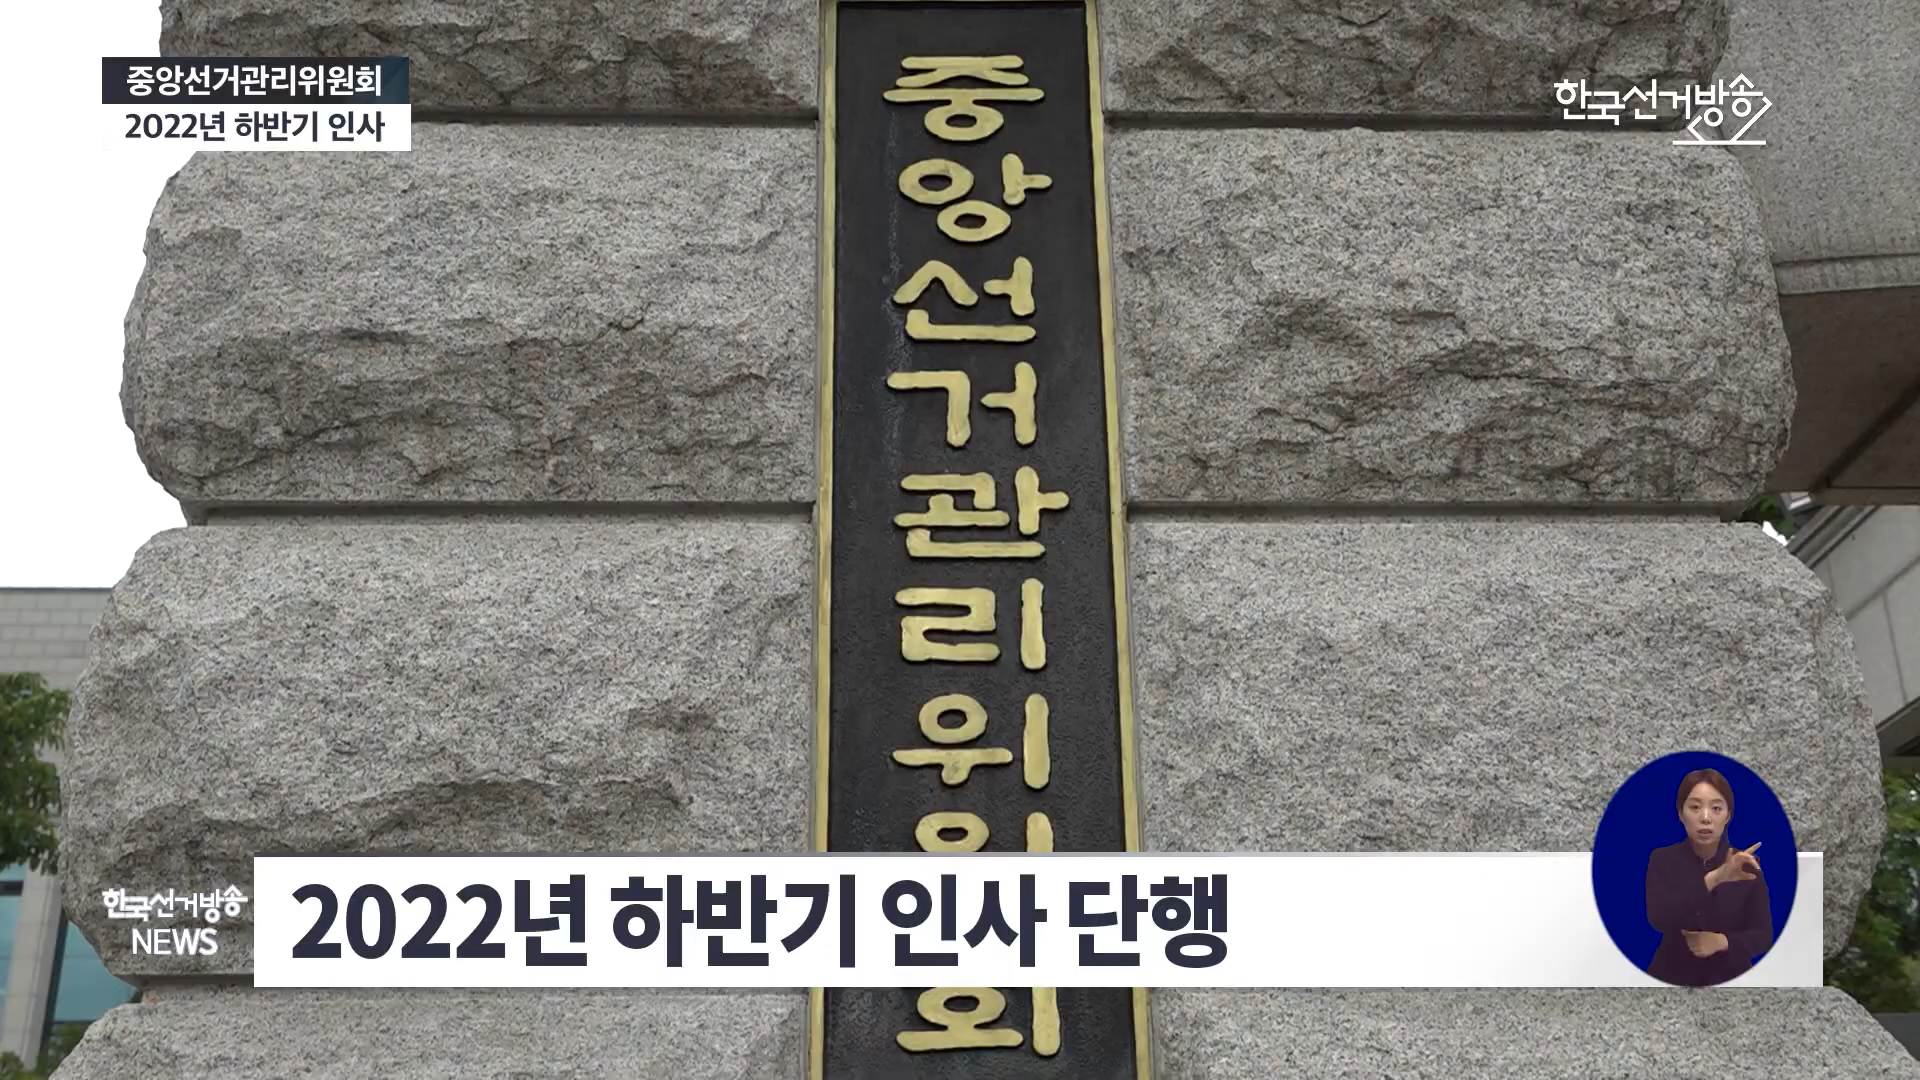 중앙선거관리위원회
2022년 하반기 인사
한국선거방송
중앙선거관리위원회
한국선거방송
NEWS
2022년 하반기 인사 단행